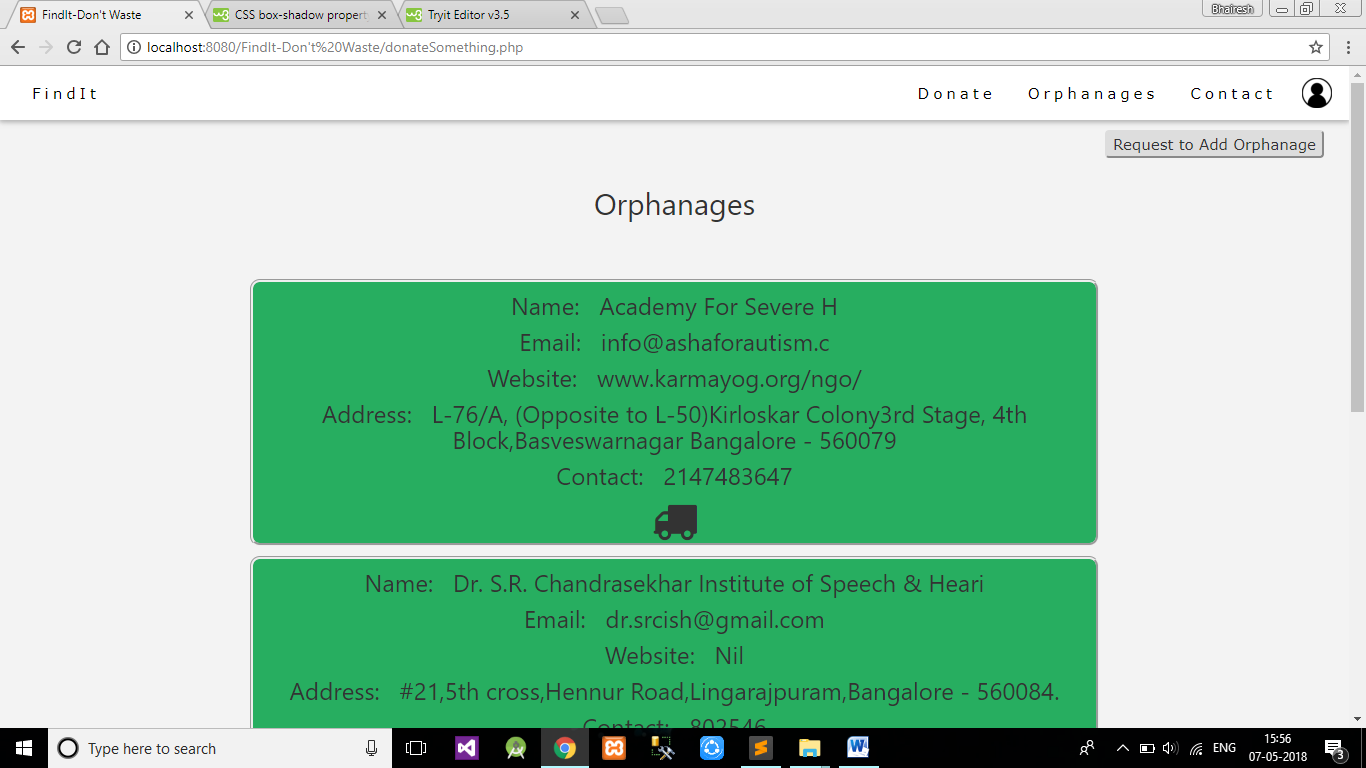 FindIt-Don't Waste
CSS box-shadow property
Tryit Editor v3.5
Bhairesh
localhost:8080/FindIt-Don't%20Waste/donateSomething.php
FindIt
Donate
Orphanages
Contact
Request to Add Orphanage
Orphanages
Name: Academy For Severe H
Email: info@ashaforautism.c
Website: www.karmayog.org/ngo/
Address: L-76/A, (Opposite to L-50)Kirloskar Colony3rd Stage, 4th
Block,Basveswarnagar Bangalore - 560079
Contact: 2147483647
Name: Dr. S.R. Chandrasekhar Institute of Speech & Heari
Email: dr.srcish@gmail.com
Website: Nil
Address: #21,5th cross,Hennur Road,Lingarajpuram,Bangalore - 560084.
Contact: 802546
Type here to search
ENG
15:56
07-05-2018
3